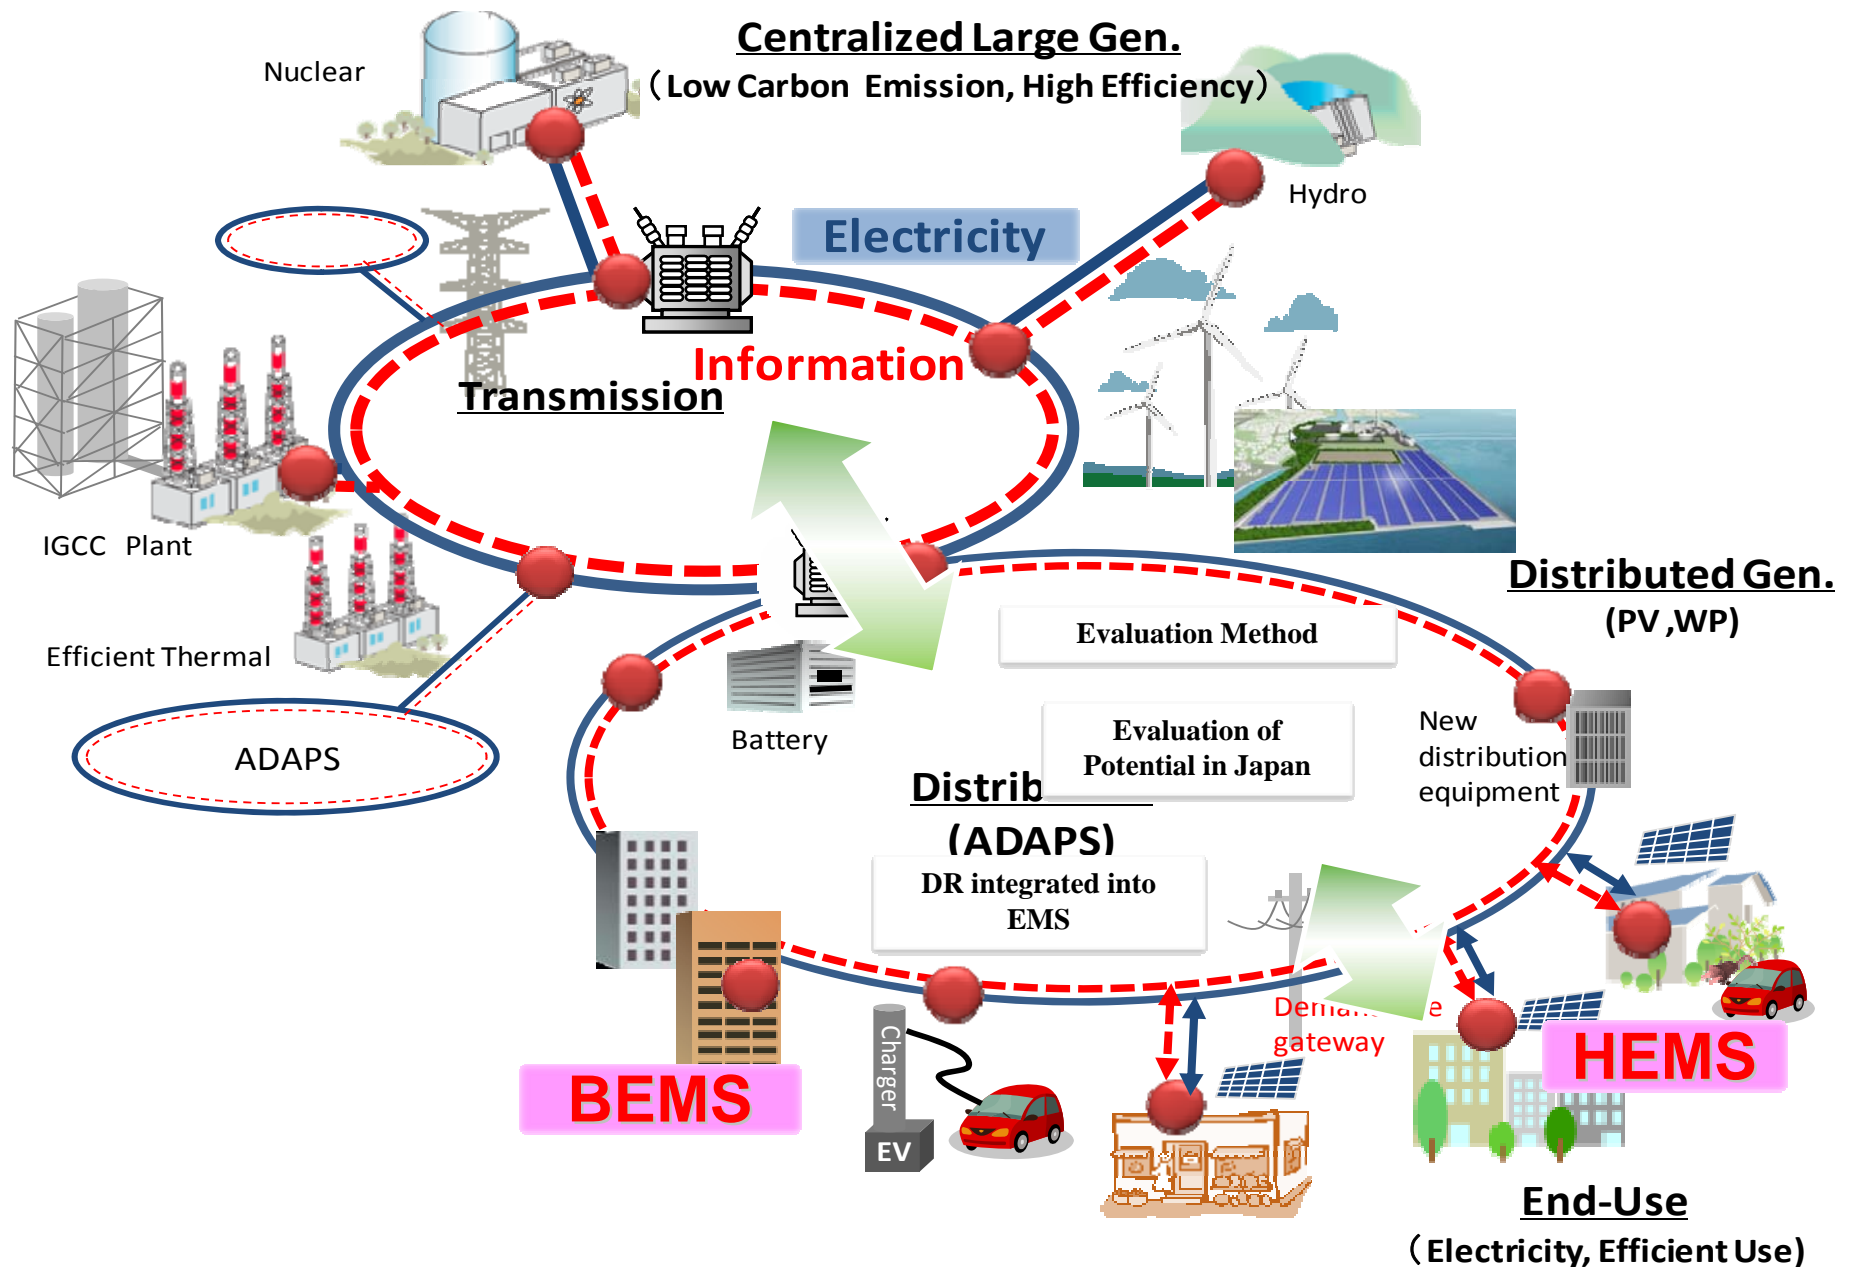 Centralized Large Gen.
(Low Carbon Emission, High Efficiency)
Nuclear
Hydro
Electricity
Information
Transmission
IGCC Plant
Efficient Thermal
ADAPS
Distributed Gen.
(PV ,WP)
Evaluation Method
Evaluation of
Potential in Japan
Battery
New
distribution
equipment
(ADAPS)
DR integrated into
EMS
gateway
Charger
EV
BEMS
HEMS
End-Use
(Electricity, Efficient Use)